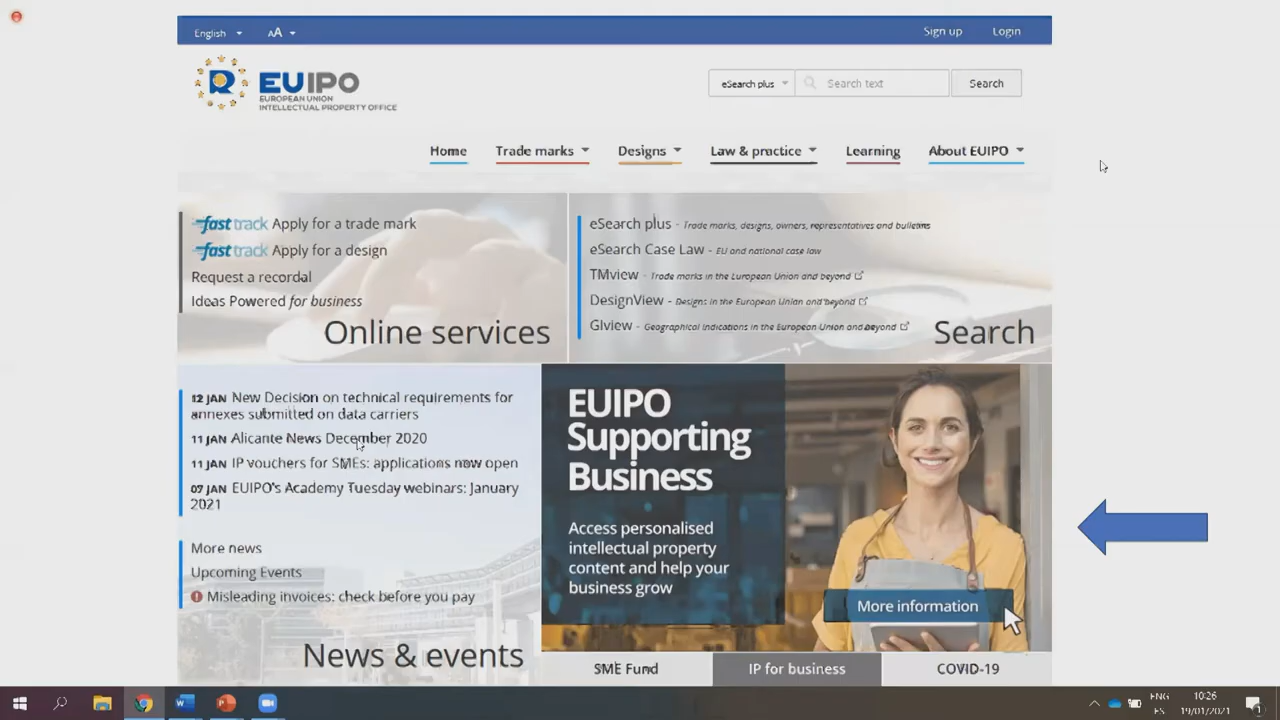 English
AA
Sign up
Login
EUIPO
EUROPEAN UNION
INTELLECTUAL PROPERTY OFFICE
eSearch plus
Search text
Search
Home
Trade marks
Designs
Law & practice
Learning
About EUIPO
fast track Apply for a trade mark
fast track Apply for a design
Request a recordal
Ideas Powered for business
Online services
eSearch plus - Trade marks, designs, owners, representatives and bulletins
eSearch Case Law - EU and national case law
TMview - Trade marks in the European Union and beyond
DesignView - Designs in the European Union and beyond
GIview - Geographical Indications in the European Union and beyond
Search
12 JAN New Decision on technical requirements for
annexes submitted on data carriers
11 JAN Alicante News December 2020
11 JAN IP vouchers for SMEs: applications now open
07 JAN EUIPO's Academy Tuesday webinars: January
2021
More news
Upcoming Events
Misleading invoices: check before you pay
News & events
EUIPO
Supporting
Business
Access personalised
intellectual property
content and help your
business grow
More information
SME Fund
IP for business
COVID-19
ENG
ES
10:26
19/01/2021